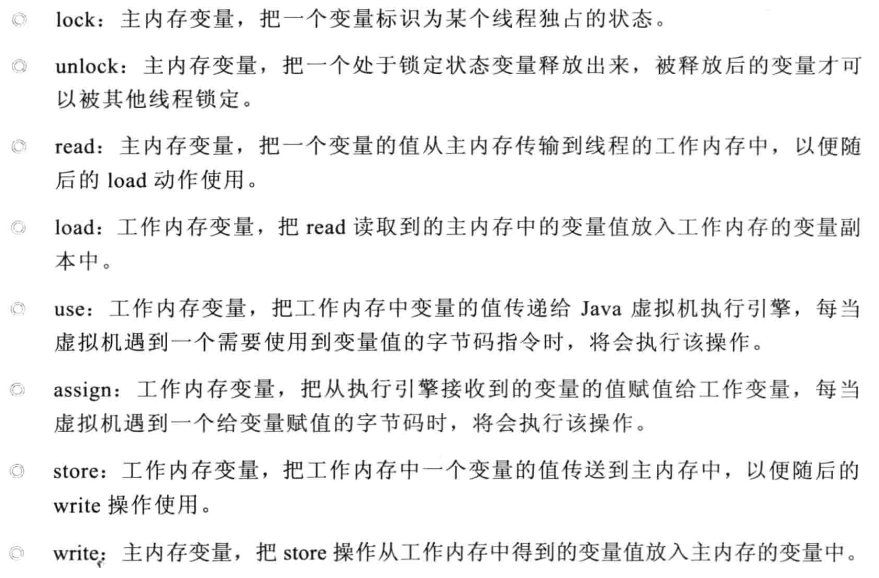 lock：主内存变量，把一个变量标识为某个线程独占的状态。
unlock：主内存变量，把一个处于锁定状态变量释放出来，被释放后的变量才可
以被其他线程锁定。
read：主内存变量，把一个变量的值从主内存传输到线程的工作内存中，以便随
后的 load 动作使用。
load：工作内存变量，把 read 读取到的主内存中的变量值放入工作内存的变量副
本中。
use：工作内存变量，把工作内存中变量的值传递给 Java 虚拟机执行引擎，每当
虚拟机遇到一个需要使用到变量值的字节码指令时，将会执行该操作。
assign：工作内存变量，把从执行引擎接收到的变量的值赋值给工作变量，每当
虚拟机遇到一个给变量赋值的字节码时，将会执行该操作。
store：工作内存变量，把工作内存中一个变量的值传送到主内存中，以便随后的
write 操作使用。
write：主内存变量，把 store 操作从工作内存中得到的变量值放入主内存的变量中。